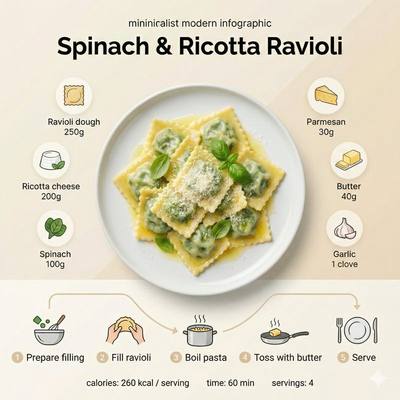 mininiralist modern infographic
Spinach & Ricotta Ravioli
Ravioli dough
250g
Ricotta cheese
200g
Spinach
100g
Parmesan
30g
Butter
40g
Garlic
1 clove
1 Prepare filling
2 Fill ravioli
3 Boil pasta
4 Toss with butter
5 Serve
calories: 260 kcal / serving time: 60 min servings: 4